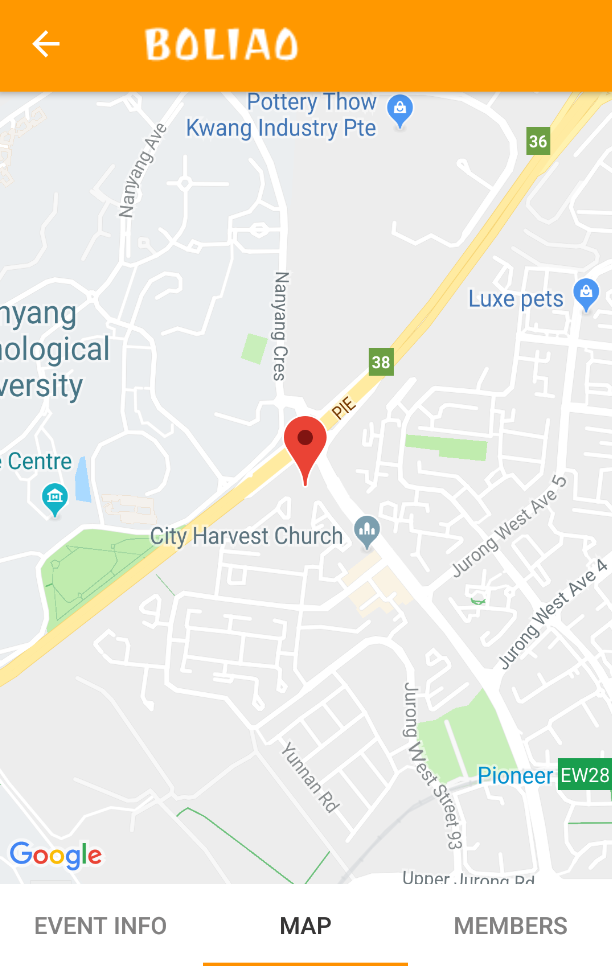 BOLIAO
Pottery Thow
Kwang Industry Pte
36
Nanyang Ave
Luxe pets
Nanyang Cres
nyang
nological
versity
38
PIE
e Centre
City Harvest Church
Jurong West Ave 5
Jurong West Ave 4
Jurong West Street 93
Yunnan Rd
Pioneer EW28
Google
Upper Jurong Rd
EVENT INFO
MAP
MEMBERS